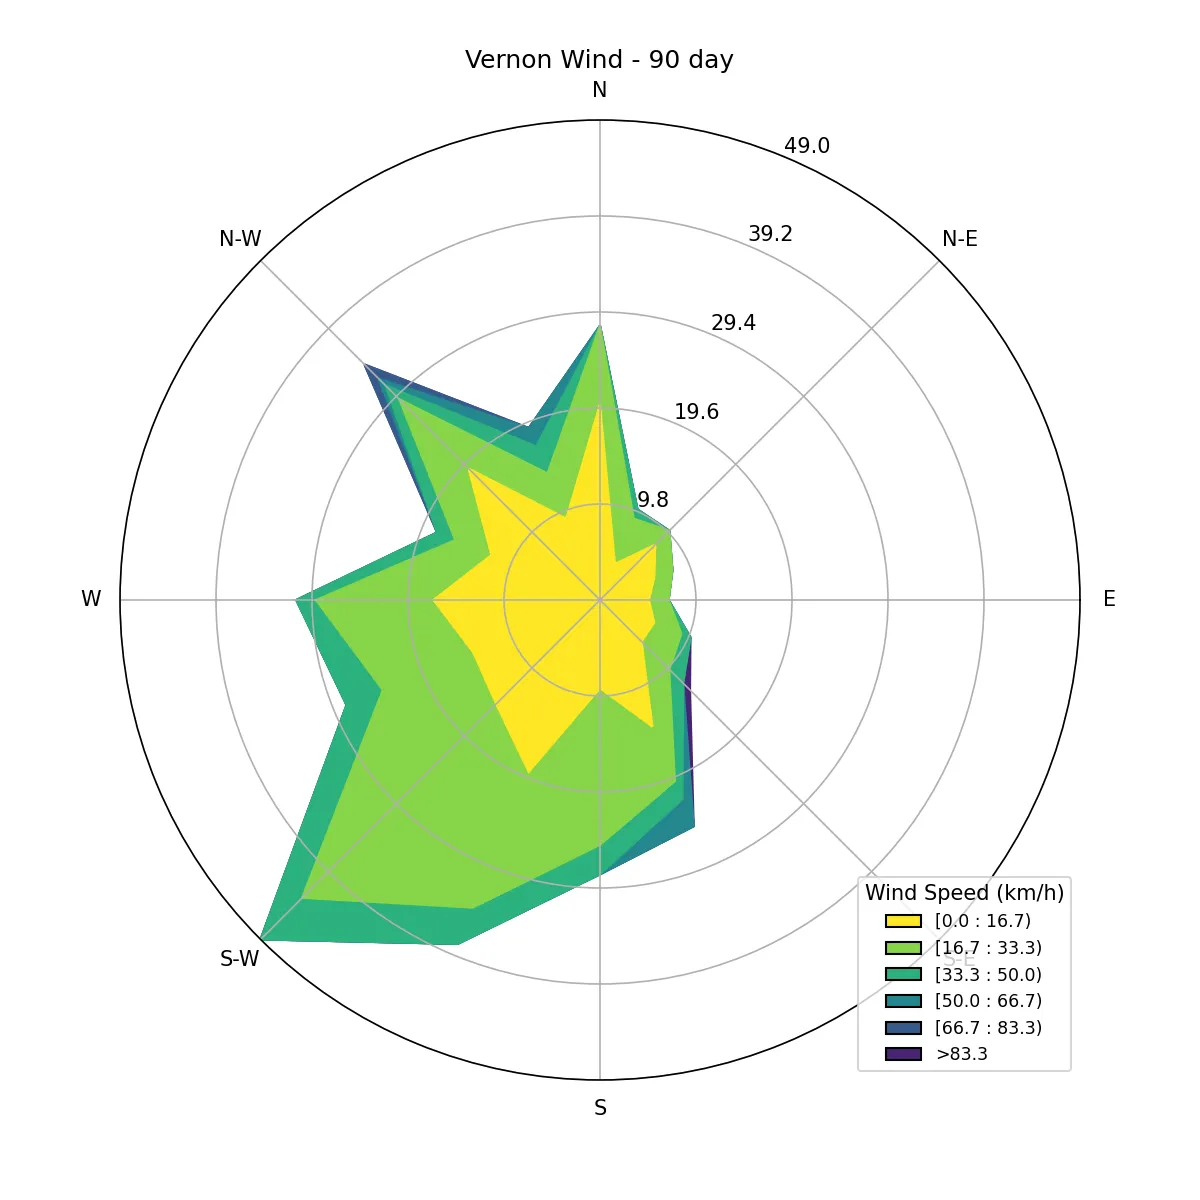 Vernon Wind - 90 day
N
49.0
39.2
N-W
N-E
29.4
19.6
9.8
W
E
Wind Speed (km/h)
[0.0 : 16.7)
[16.7 : 33.3)
S-W
S-E
[33.3 : 50.0)
[50.0 : 66.7)
[66.7 : 83.3)
>83.3
S